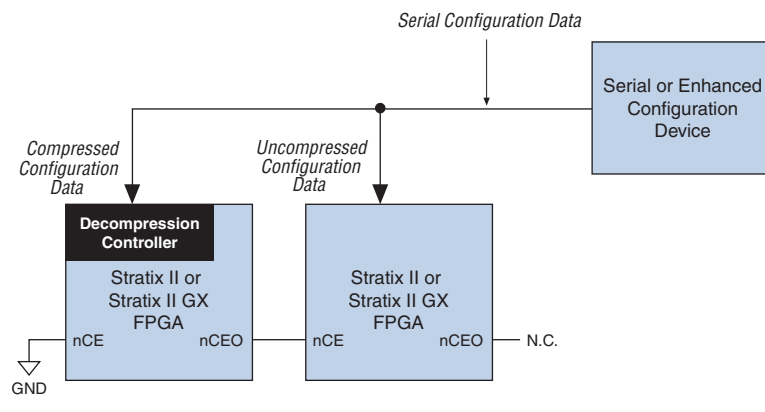 Serial Configuration Data
Serial or Enhanced
Configuration
Device
Compressed
Configuration
Data
Uncompressed
Configuration
Data
Decompression
Controller
Stratix II or
Stratix II GX
FPGA
nCE
nCEO
Stratix II or
Stratix II GX
FPGA
nCE
nCEO
N.C.
GND